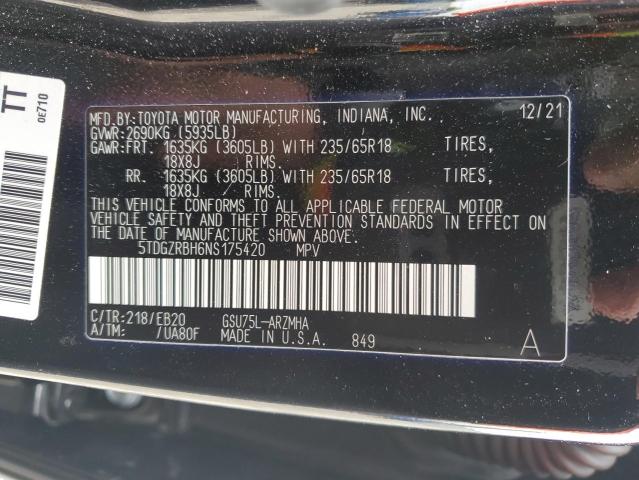 TT
0E710
MFD.BY:TOYOTA MOTOR MANUFACTURING, INDIANA, INC. 12/21
GVWR:2690KG (5935LB)
GAWR:FRT. 1635KG (3605LB) WITH 235/65R18 TIRES,
18X8J RIMS.
RR. 1635KG (3605LB) WITH 235/65R18 TIRES,
18X8J RIMS.
THIS VEHICLE CONFORMS TO ALL APPLICABLE FEDERAL MOTOR
VEHICLE SAFETY AND THEFT PREVENTION STANDARDS IN EFFECT ON
THE DATE OF MANUFACTURE SHOWN ABOVE.
5TDGZRBH6NS175420 MPV
C/TR:218/EB20 GSU75L-ARZMHA
A/TM: /UA80F MADE IN U.S.A. 849 A